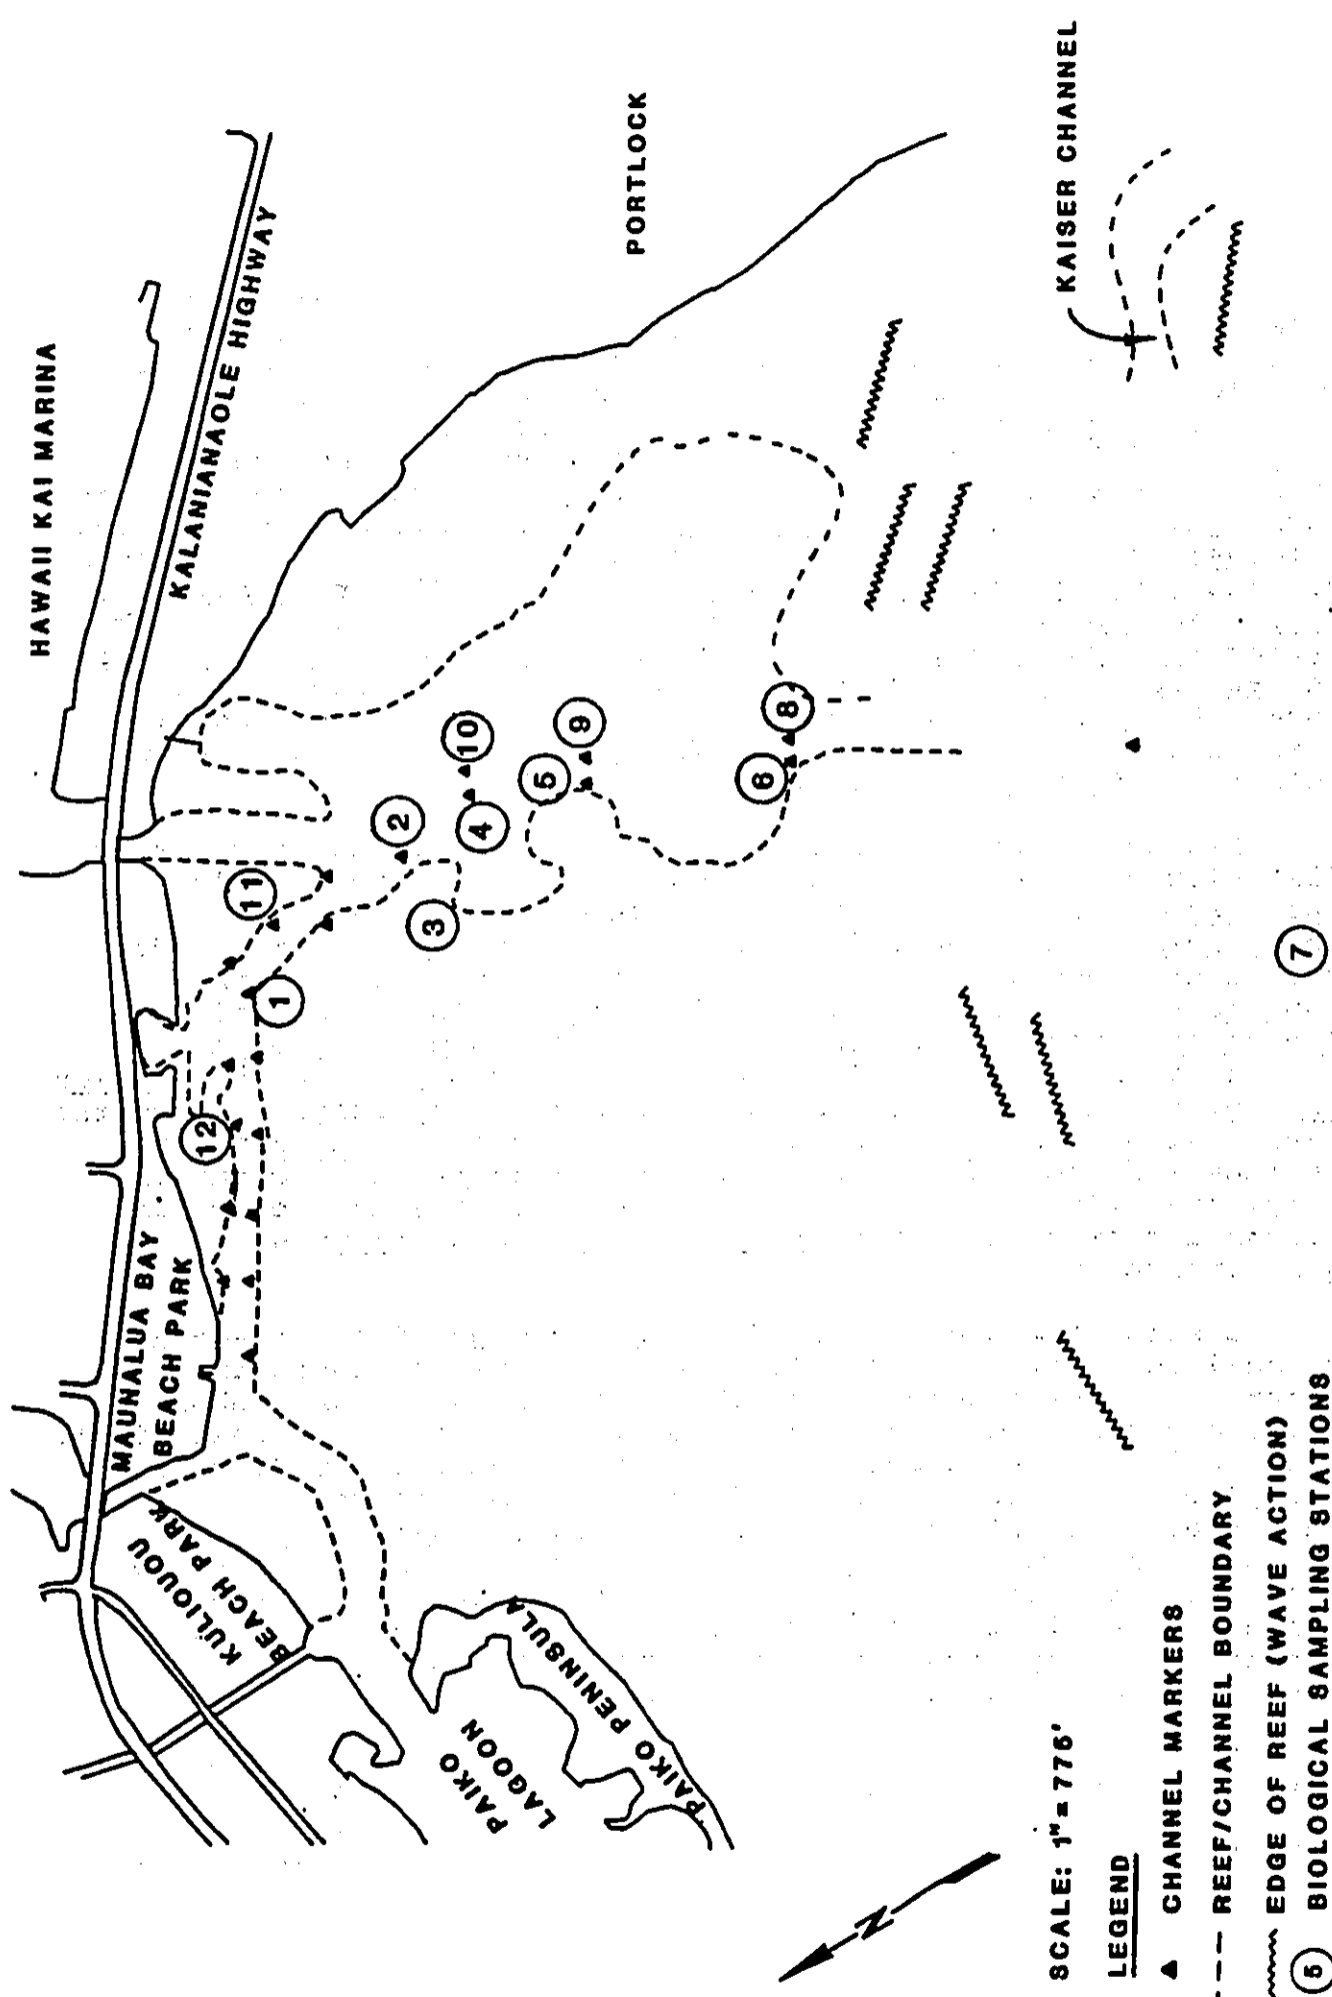 HAWAII KAI MARINA
KALANIANAOLE HIGHWAY
PORTLOCK
KAISER CHANNEL
MAUNALUA BAY
BEACH PARK
KULIOUOU
BEACH PARK
PAIKO
LAGOON
PAIKO PENINSULA
1
2
3
4
5
6
7
8
9
10
11
12
N
SCALE: 1"=775'
LEGEND
CHANNEL MARKERS
REEF/CHANNEL BOUNDARY
EDGE OF REEF (WAVE ACTION)
5 BIOLOGICAL SAMPLING STATIONS